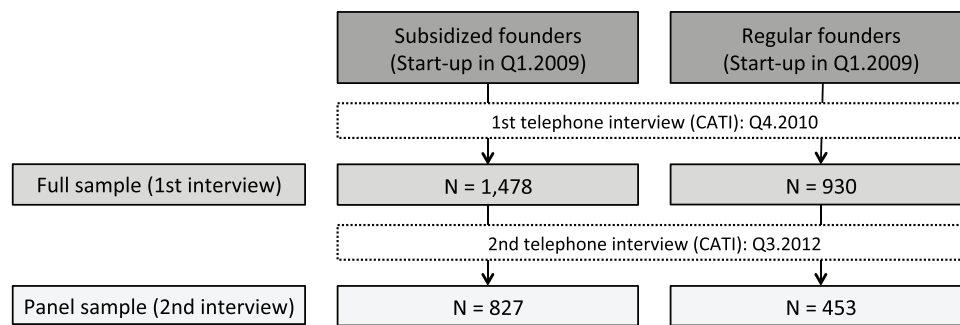 Subsidized founders
(Start-up in Q1.2009)
Regular founders
(Start-up in Q1.2009)
1st telephone interview (CATI): Q4.2010
Full sample (1st interview)
N = 1,478
N = 930
2nd telephone interview (CATI): Q3.2012
Panel sample (2nd interview)
N = 827
N = 453